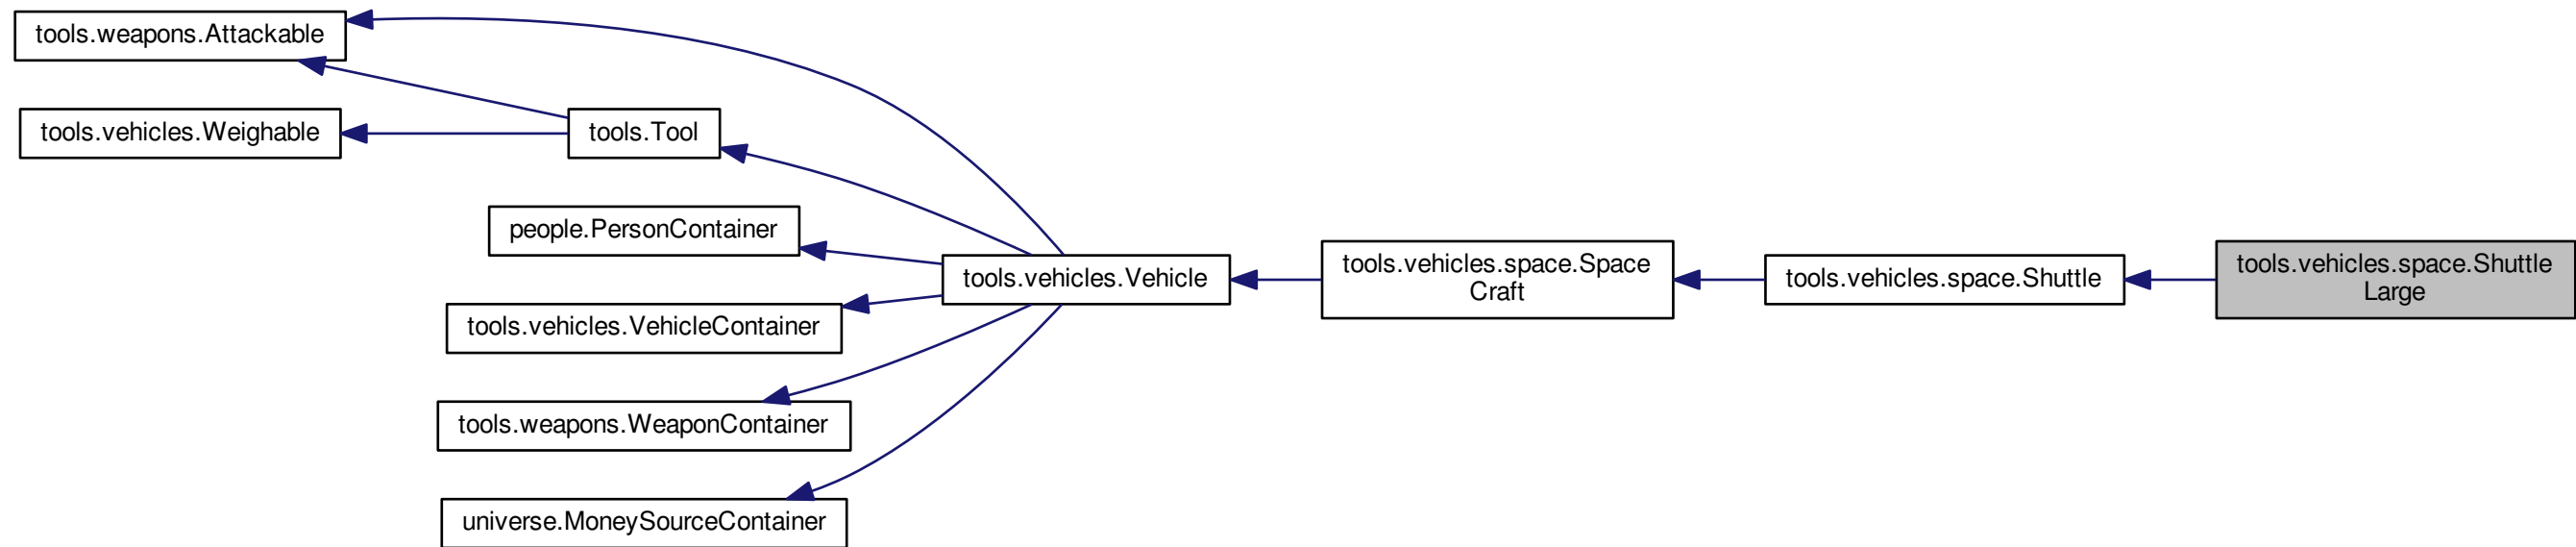 tools.weapons.Attackable
tools.vehicles.Weighable
tools.Tool
people.PersonContainer
tools.vehicles.VehicleContainer
tools.weapons.WeaponContainer
universe.MoneySourceContainer
tools.vehicles.Vehicle
tools.vehicles.space.Space
Craft
tools.vehicles.space.Shuttle
tools.vehicles.space.Shuttle
Large